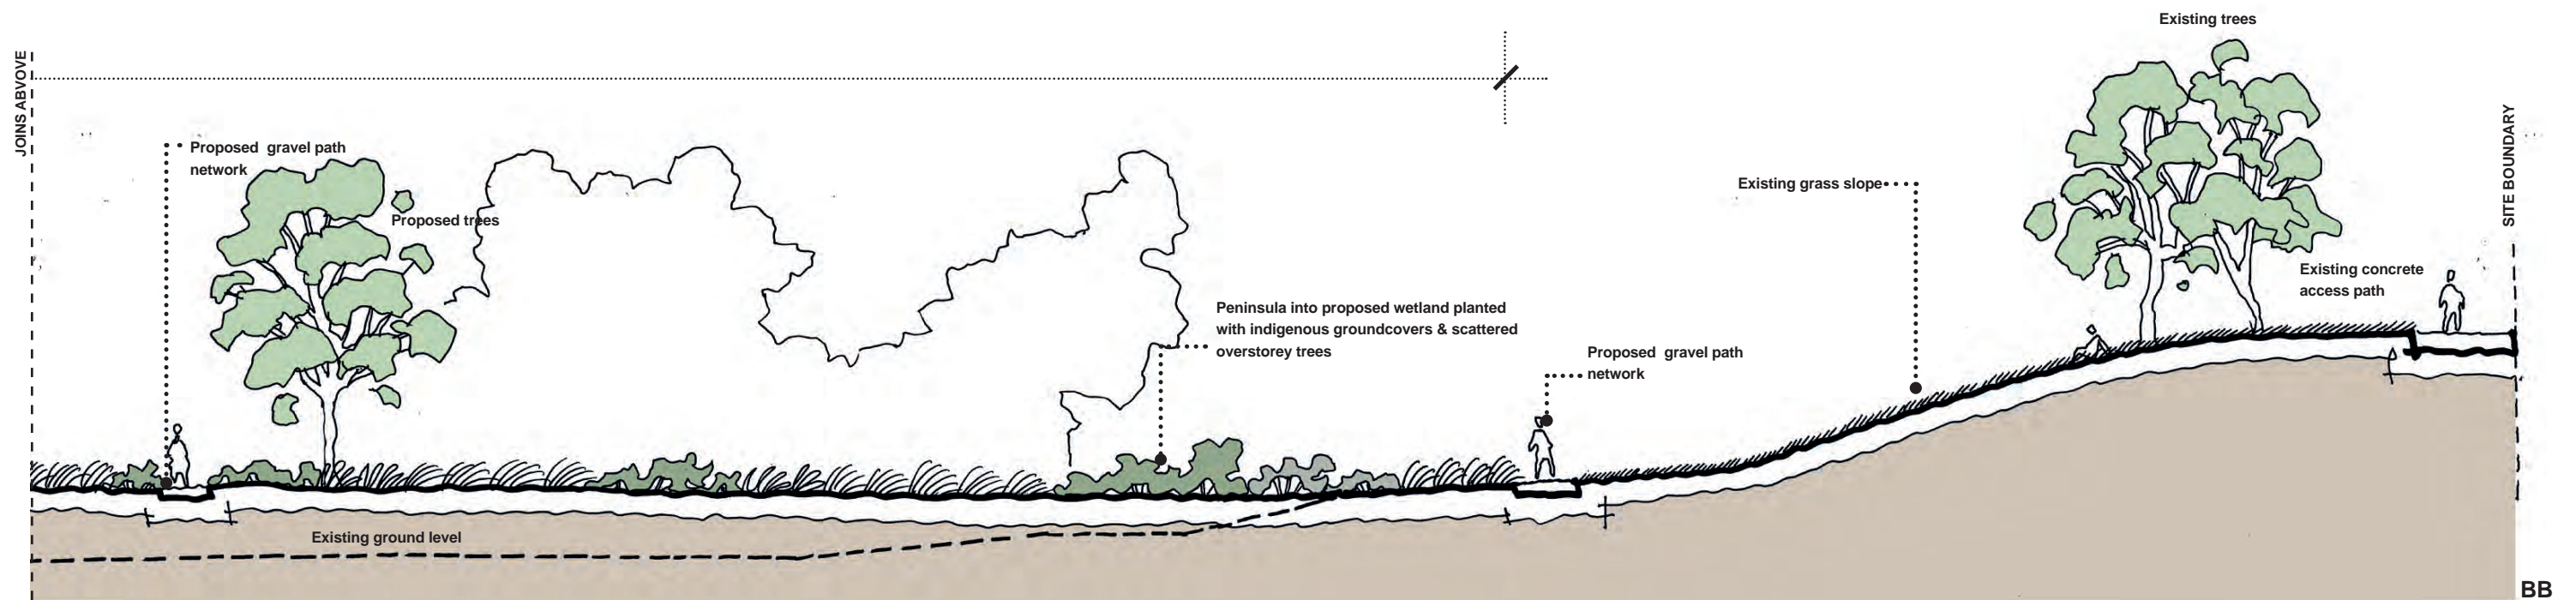 Existing trees
JOINS ABVOVE
Proposed gravel path
network
Proposed trees
Existing grass slope
SITE BOUNDARY
Existing concrete
access path
Peninsula into proposed wetland planted
with indigenous groundcovers & scattered
overstorey trees
Proposed gravel path
network
Existing ground level
BB